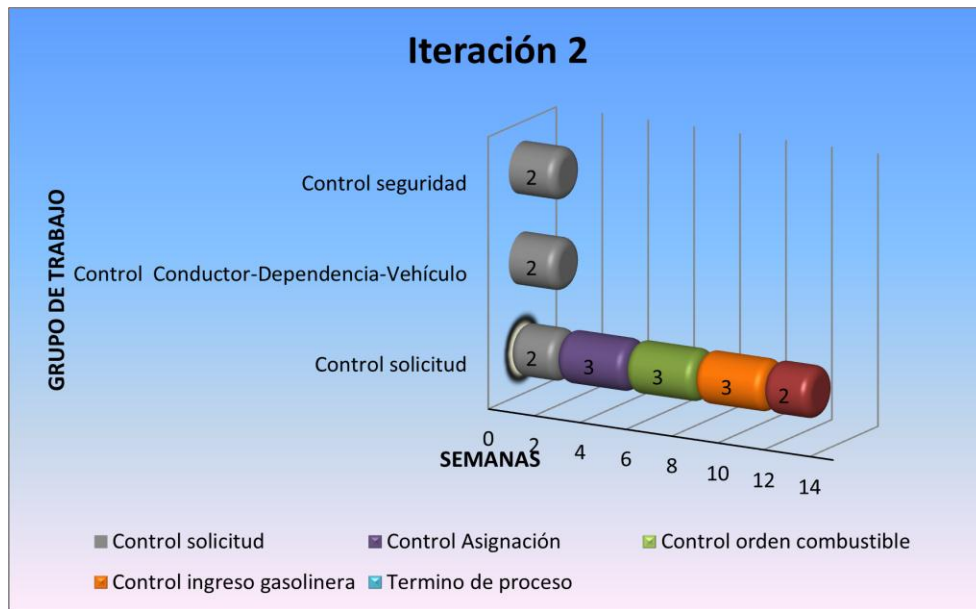 Iteración 2
GRUPO DE TRABAJO
Control seguridad
2
Control Conductor-Dependencia-Vehículo
2
Control solicitud
2 3 3 3 2
0 2 4 6 8 10 12 14
SEMANAS
Control solicitud Control Asignación Control orden combustible
Control ingreso gasolinera Termino de proceso